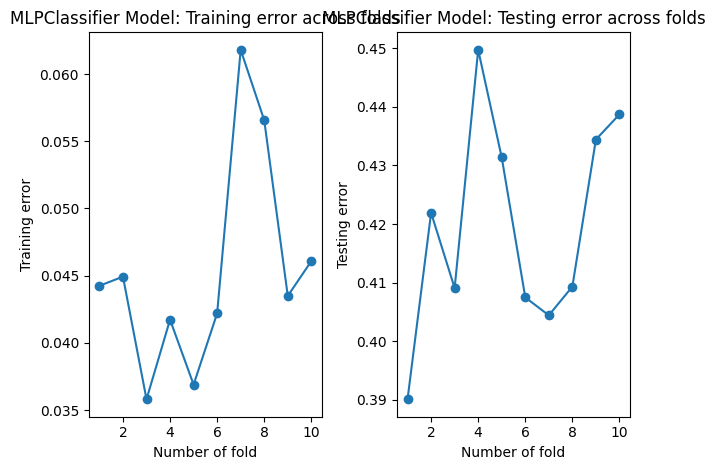 MLPClassifier Model: Training error across folds
MLPClassifier Model: Testing error across folds
0.060
0.055
0.050
0.045
0.040
0.035
Training error
2 4 6 8 10
Number of fold
0.45
0.44
0.43
0.42
0.41
0.40
0.39
Testing error
2 4 6 8 10
Number of fold